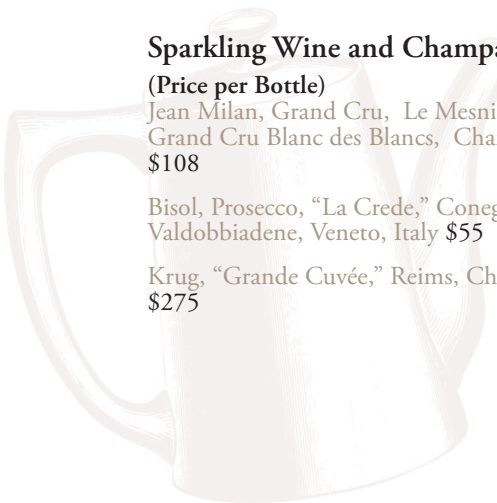 Sparkling Wine and Champa
(Price per Bottle)
Jean Milan, Grand Cru, Le Mesni
Grand Cru Blanc des Blancs, Cha
$108
Bisol, Prosecco, “La Crede,” Coneg
Valdobbiadene, Veneto, Italy $55
Krug, “Grande Cuvée,” Reims, Ch
$275